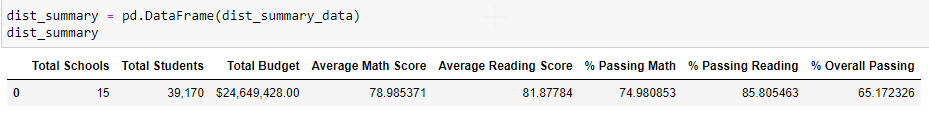 dist_summary = pd.DataFrame(dist_summary_data)
dist_summary
Total Schools Total Students Total Budget Average Math Score Average Reading Score % Passing Math % Passing Reading % Overall Passing
0 15 39,170 $24,649,428.00 78.985371 81.87784 74.980853 85.805463 65.172326